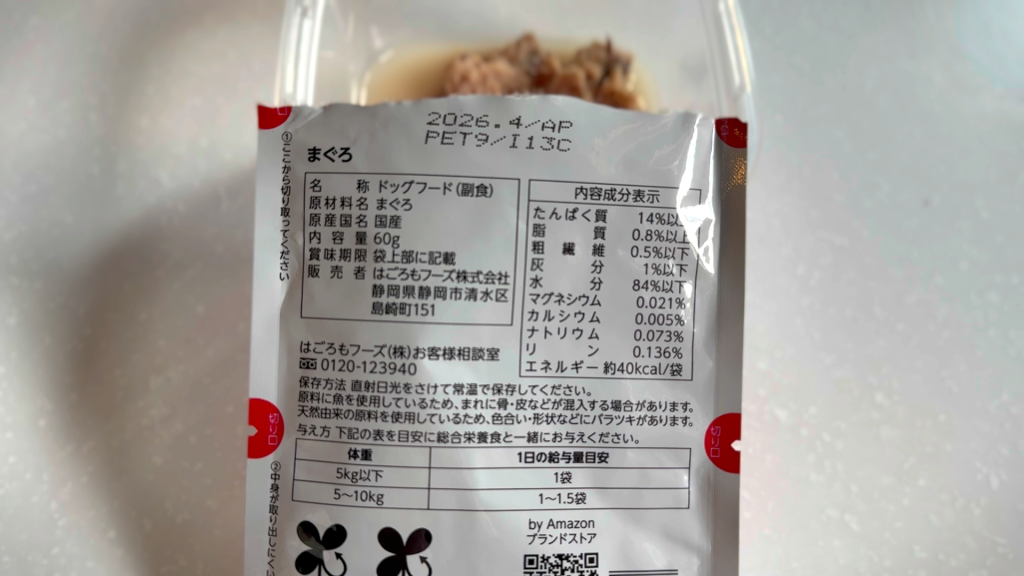 2026.4/AP
PET9/I13C
まぐろ
①ここから切り取ってください
名称 ドッグフード(副食)
原材料名 まぐろ
原産国名 国産
内容量 60g
賞味期限 袋上部に記載
販売者 はごろもフーズ株式会社
静岡県静岡市清水区
島崎町151
内容成分表示
たんぱく質 14%以
脂質 0.8%以上
粗繊維 0.5%以下
灰分 1%以下
水分 84%以下
マグネシウム 0.021%
カルシウム 0.005%
ナトリウム 0.073%
リン 0.136%
エネルギー 約40kcal/袋
はごろもフーズ(株)お客様相談室
0120-123940
保存方法 直射日光をさけて常温で保存してください。
原料に魚を使用しているため、まれに骨・皮などが混入する場合があります。
天然由来の原料を使用しているため、色合い・形状などにバラツキがあります。
与え方 下記の表を目安に総合栄養食と一緒にお与えください。
体重 1日の給与量目安
5kg以下 1袋
5〜10kg 1〜1.5袋
切り口
切り口
②中身が取り出しにく
by Amazon
ブランドストア